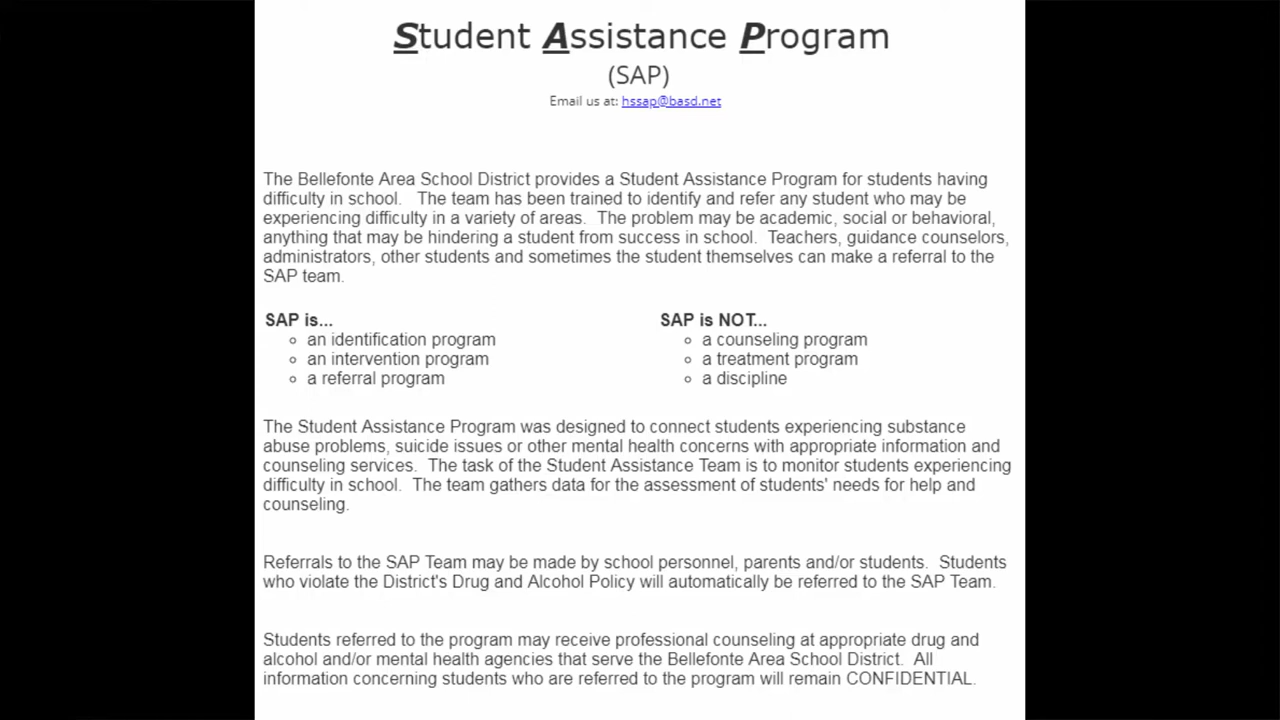 Student Assistance Program
(SAP)
Email us at: hssap@basd.net
The Bellefonte Area School District provides a Student Assistance Program for students having
difficulty in school. The team has been trained to identify and refer any student who may be
experiencing difficulty in a variety of areas. The problem may be academic, social or behavioral,
anything that may be hindering a student from success in school. Teachers, guidance counselors,
administrators, other students and sometimes the student themselves can make a referral to the
SAP team.
SAP is...
an identification program
an intervention program
a referral program
SAP is NOT...
a counseling program
a treatment program
a discipline
The Student Assistance Program was designed to connect students experiencing substance
abuse problems, suicide issues or other mental health concerns with appropriate information and
counseling services. The task of the Student Assistance Team is to monitor students experiencing
difficulty in school. The team gathers data for the assessment of students' needs for help and
counseling.
Referrals to the SAP Team may be made by school personnel, parents and/or students. Students
who violate the District's Drug and Alcohol Policy will automatically be referred to the SAP Team.
Students referred to the program may receive professional counseling at appropriate drug and
alcohol and/or mental health agencies that serve the Bellefonte Area School District. All
information concerning students who are referred to the program will remain CONFIDENTIAL.